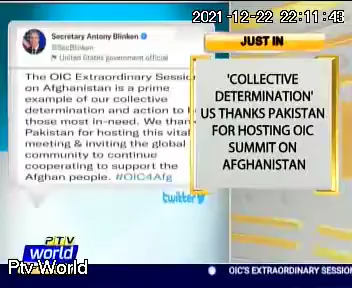 2021-12-22 22:11:43
Secretary Antony Blinken
@SecBlinken
United States government official
JUST IN
The OIC Extraordinary Session
on Afghanistan is a prime
example of our collective
determination and action to
those most in-need. We thank
Pakistan for hosting this vital
meeting & inviting the global
community to continue
cooperating to support the
Afghan people. #OIC4Afg
twitter
'COLLECTIVE
DETERMINATION'
US THANKS PAKISTAN
FOR HOSTING OIC
SUMMIT ON
AFGHANISTAN
PTV
world
Ptv-World
OIC'S EXTRAORDINARY SESSION